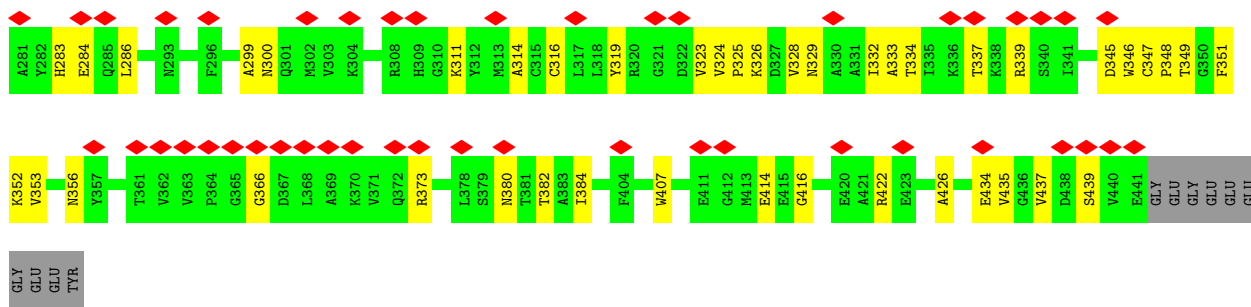 A281 Y282 H283 E284 Q285 L286 N293 F296 A299 N300 Q301 M302 V303 K304 R308 H309 G310 K311 Y312 M313 A314 C315 C316 L317 L318 Y319 R320 G321 D322 V323 V324 P325 K326 D327 V328 N329 A330 A331 I332 A333 T334 I335 K336 T337 K338 R339 S340 I341 D345 W346 C347 P348 T349 G350 F351
K352 V353 N356 Y357 T361 V362 V363 P364 G365 G366 D367 L368 A369 K370 V371 Q372 R373 L378 S379 N380 T381 T382 A383 I384 F404 W407 E411 G412 M413 E414 E415 G416 E420 A421 R422 E423 A426 E434 V435 G436 V437 D438 S439 V440 E441 GLY GLU GLY GLU GLU GLU
GLY GLU GLU TYR